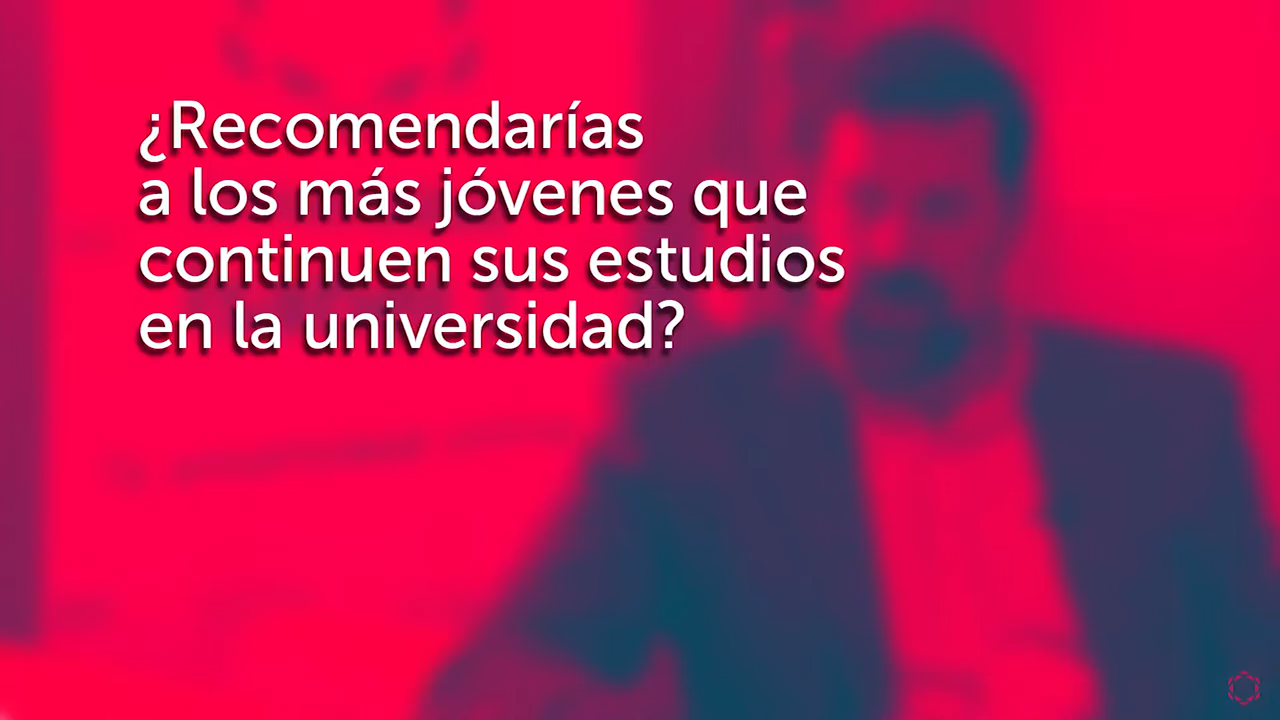 ¿Recomendarías
a los más jóvenes que
continuen sus estudios
en la universidad?